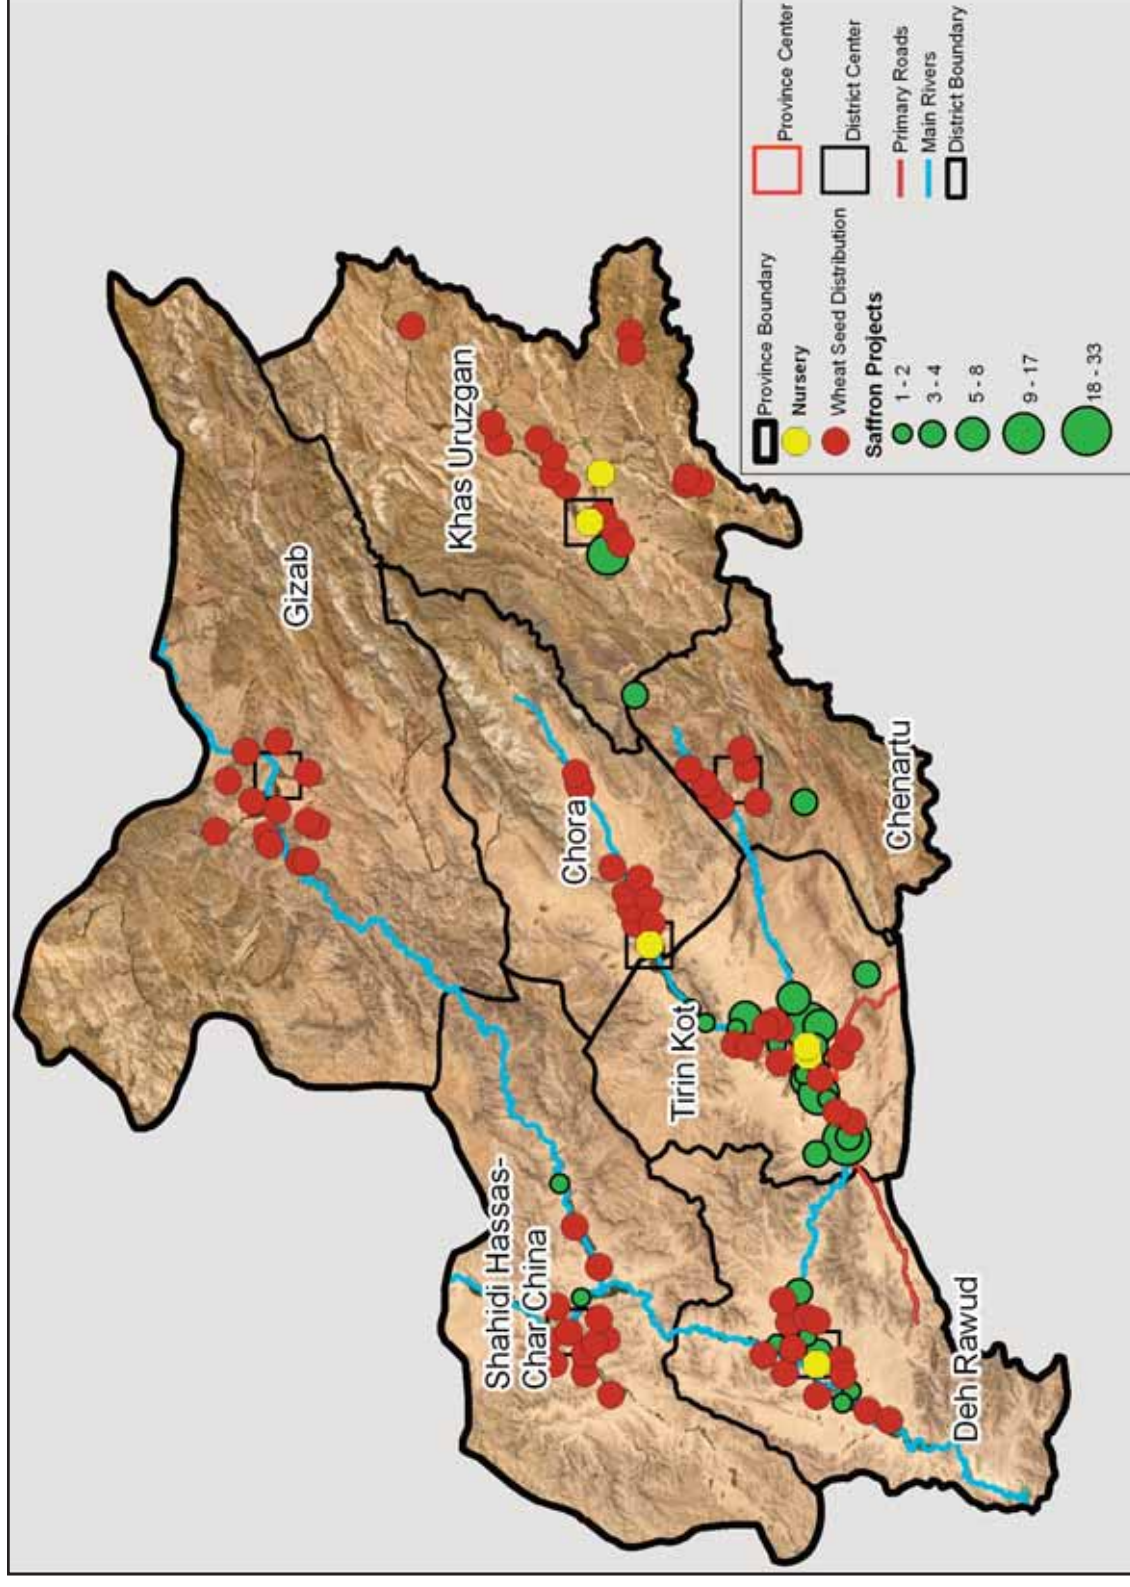 Gizab
Khas Uruzgan
Shahidi Hassas-
Char China
Chora
Tirin Kot
Chenartu
Deh Rawud
Province Boundary
Nursery
Wheat Seed Distribution
Saffron Projects
1 - 2
3 - 4
5 - 8
9 - 17
18 - 33
Province Center
District Center
Primary Roads
Main Rivers
District Boundary